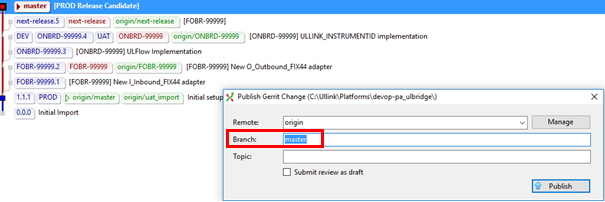 master [PROD Release Candidate]
next-release.5 next-release origin/next-release [FOBR-99999]
DEV ONBRD-99999.4 UAT ONBRD-99999 origin/ONBRD-99999 [ONBRD-99999] ULLINK_INSTRUMENTID implementation
ONBRD-99999.3 [ONBRD-99999] ULFlow Implementation
FOBR-99999.2 FOBR-99999 origin/FOBR-99999 [FOBR-99999] New O_Outbound_FIX44 adapter
FOBR-99999.1 [FOBR-99999] New I_Inbound_FIX44 adapter
1.1.1 PROD origin/master origin/uat_import Initial setup
0.0.0 Initial Import
Publish Gerrit Change (C:\Ullink\Platforms\devop-pa_ulbridge\)
Remote: origin Manage
Branch: master
Topic:
Submit review as draft
Publish